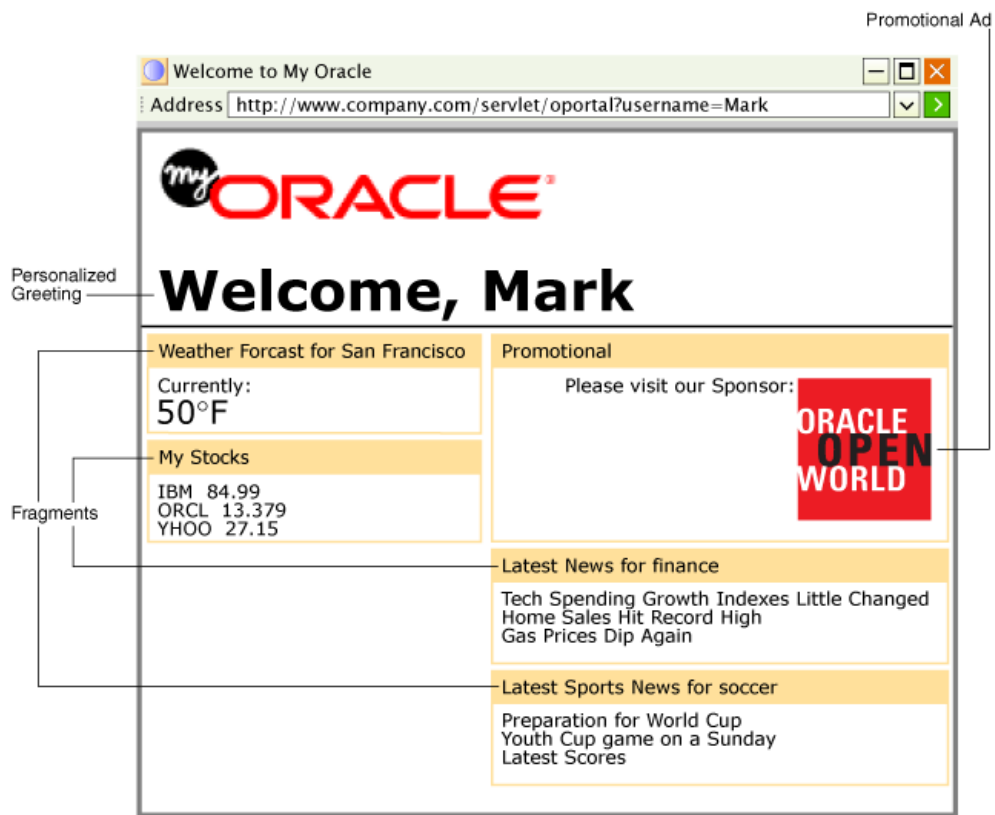 Promotional Ad
Welcome to My Oracle
Address http://www.company.com/servlet/oportal?username=Mark
my ORACLE®
Personalized
Greeting
Welcome, Mark
Weather Forcast for San Francisco
Currently:
50°F
My Stocks
IBM 84.99
ORCL 13.379
YHOO 27.15
Fragments
Promotional
Please visit our Sponsor:
ORACLE
OPEN
WORLD
Latest News for finance
Tech Spending Growth Indexes Little Changed
Home Sales Hit Record High
Gas Prices Dip Again
Latest Sports News for soccer
Preparation for World Cup
Youth Cup game on a Sunday
Latest Scores